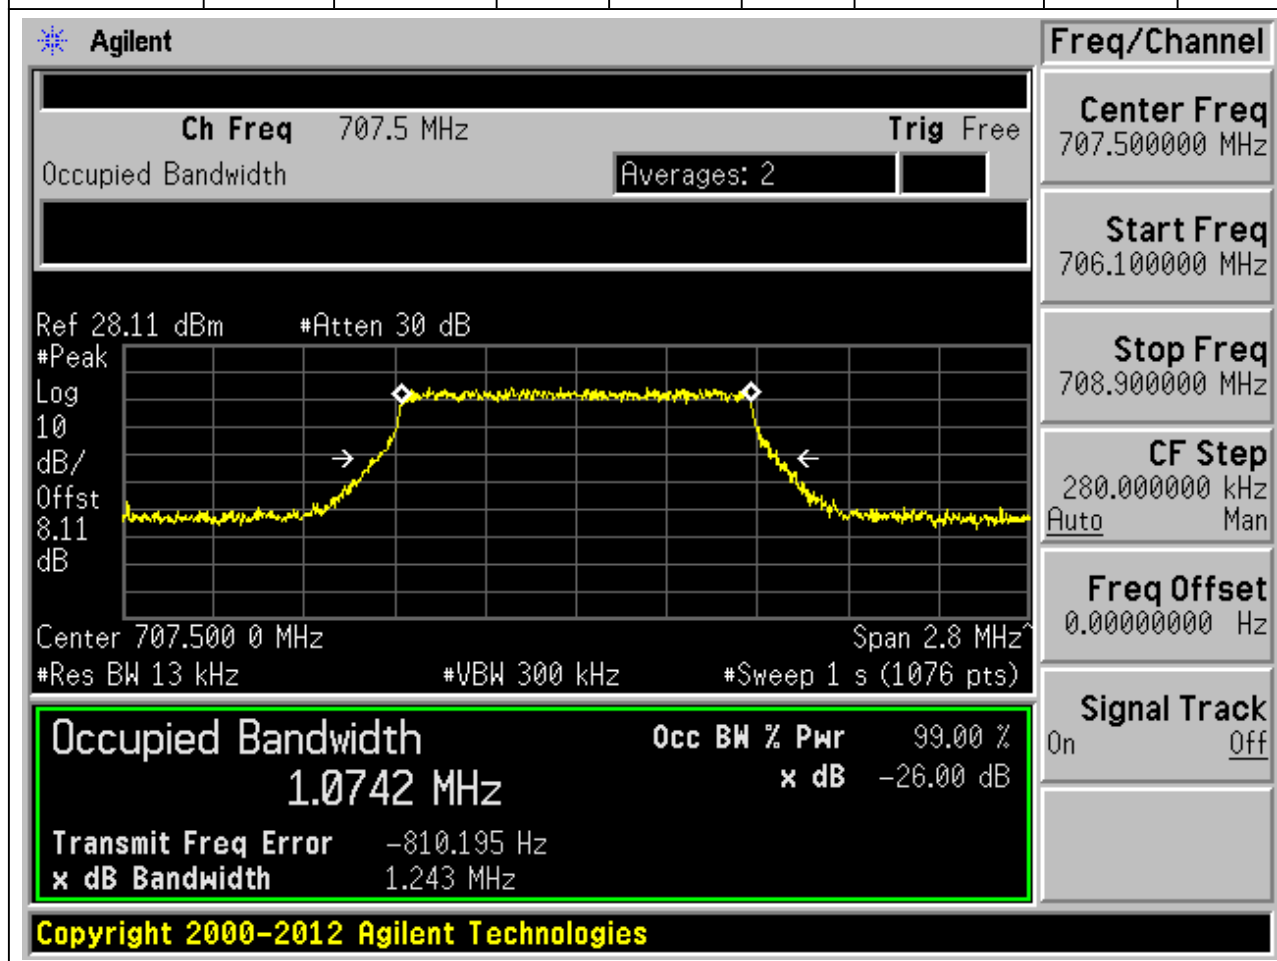 Agilent
Freq/Channel
Ch Freq 707.5 MHz Trig Free
Occupied Bandwidth Averages: 2
Center Freq
707.500000 MHz
Start Freq
706.100000 MHz
Stop Freq
708.900000 MHz
CF Step
280.000000 kHz
Auto Man
Freq Offset
0.00000000 Hz
Signal Track
On Off
Ref 28.11 dBm #Atten 30 dB
#Peak
Log
10
dB/
Offst
8.11
dB
Center 707.500 0 MHz Span 2.8 MHz^
#Res BW 13 kHz #VBW 300 kHz #Sweep 1 s (1076 pts)
Occupied Bandwidth Occ BW % Pwr 99.00 %
1.0742 MHz x dB -26.00 dB
Transmit Freq Error -810.195 Hz
x dB Bandwidth 1.243 MHz
Copyright 2000-2012 Agilent Technologies